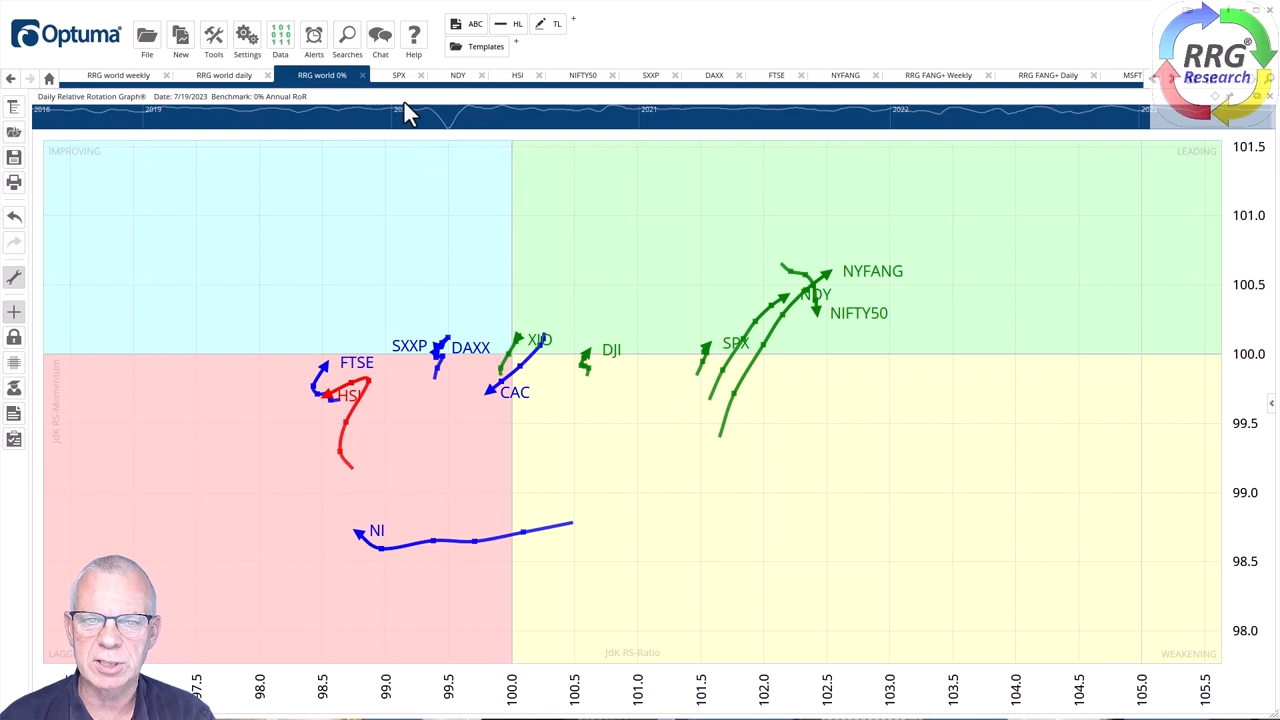 Optuma®
File New Tools Settings Data Alerts Searches Chat Help
ABC HL TL
Templates
RRG®
Research
RRG world weekly RRG world daily RRG world 0% SPX NDY HSI NIFTY50 SXXP DAXX FTSE NYFANG RRG FANG+ Weekly RRG FANG+ Daily MSFT
Daily Relative Rotation Graph® Date: 7/19/2023 Benchmark: 0% Annual RoR
2018 2019 2021 2022
IMPROVING
LEADING
101.5
101.0
100.5
100.0
99.5
99.0
98.5
98.0
NYFANG
NDY
NIFTY50
SXXP
DAXX
XJO
DJI
SPX
FTSE
HSI
CAC
NI
JdK RS-Momentum
JdK RS-Ratio
WEAKENING
98.0 98.5 99.0 99.5 100.0 100.5 101.0 101.5 102.0 102.5 103.0 103.5 104.0 104.5 105.0 105.5